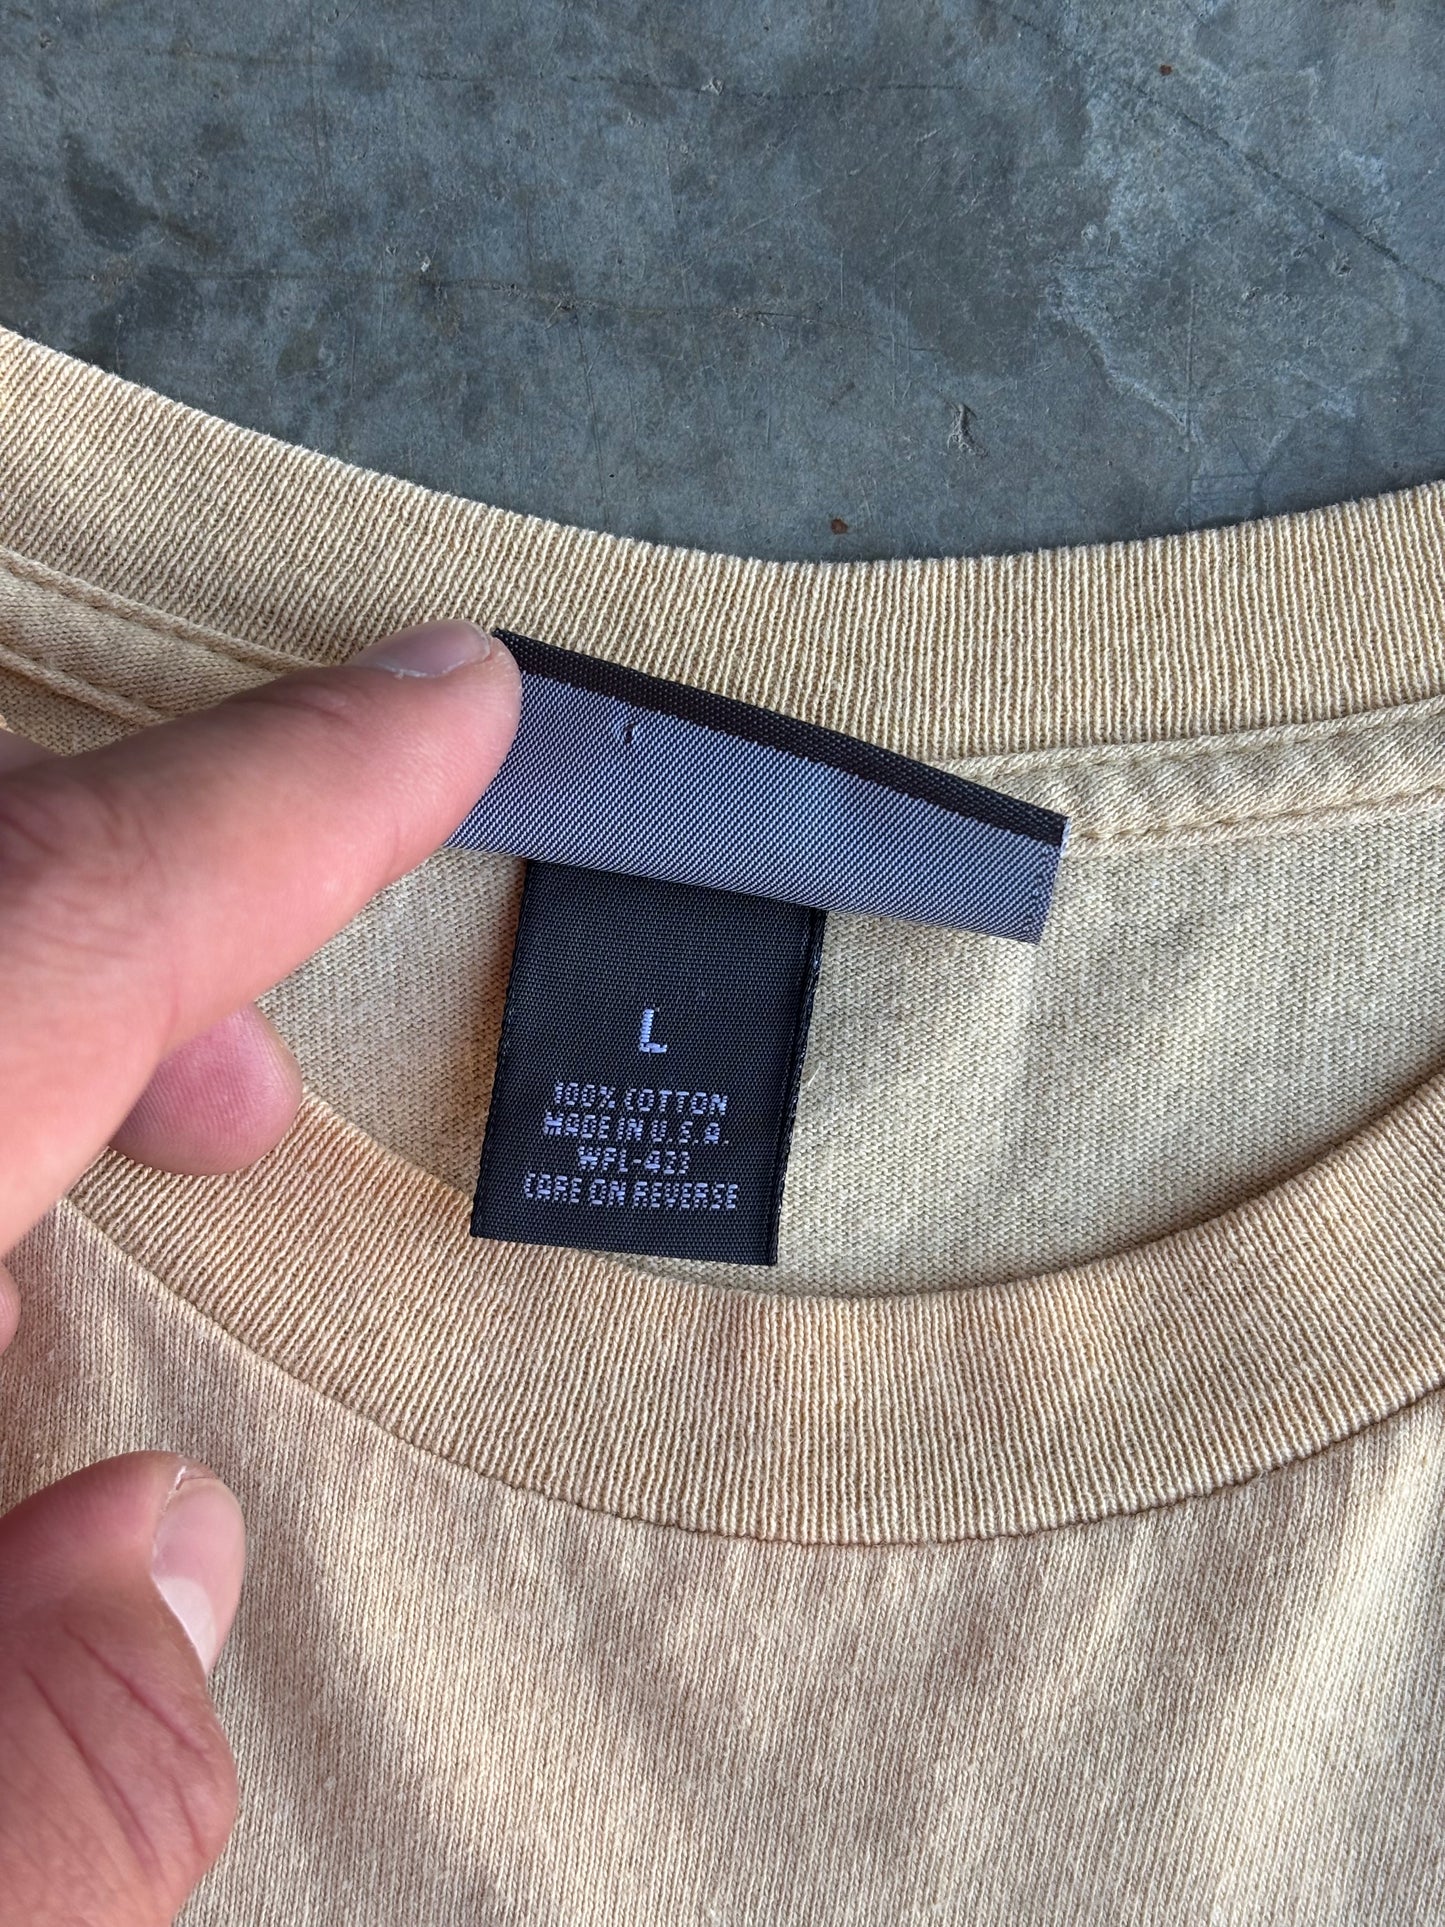 L
100% COTTON
MADE IN U.S.A.
WPL-423
CARE ON REVERSE